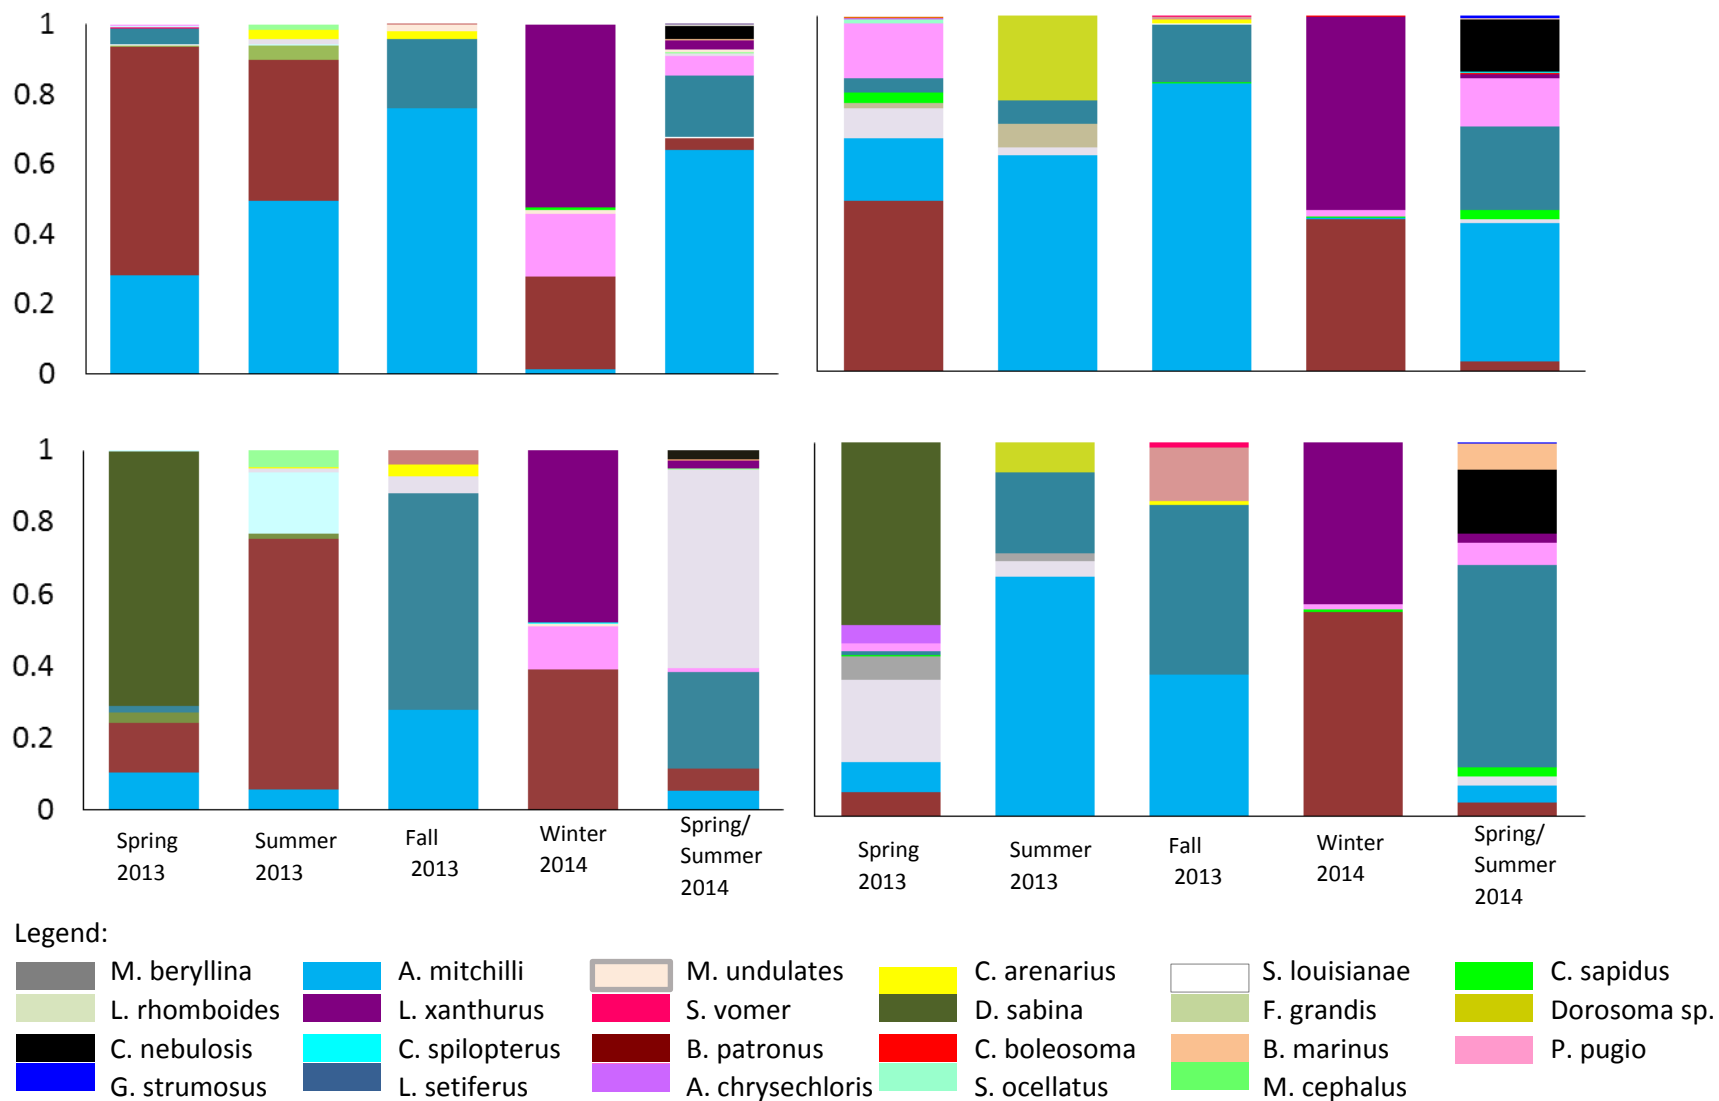 1
0.8
0.6
0.4
0.2
0
1
0.8
0.6
0.4
0.2
0
Spring
2013
Summer
2013
Fall
2013
Winter
2014
Spring/
Summer
2014
Spring
2013
Summer
2013
Fall
2013
Winter
2014
Spring/
Summer
2014
Legend:
M. beryllina A. mitchilli M. undulates C. arenarius S. louisianae C. sapidus
L. rhomboides L. xanthurus S. vomer D. sabina F. grandis Dorosoma sp.
C. nebulosis C. spilopterus B. patronus C. boleosoma B. marinus P. pugio
G. strumosus L. setiferus A. chrysechloris S. ocellatus M. cephalus